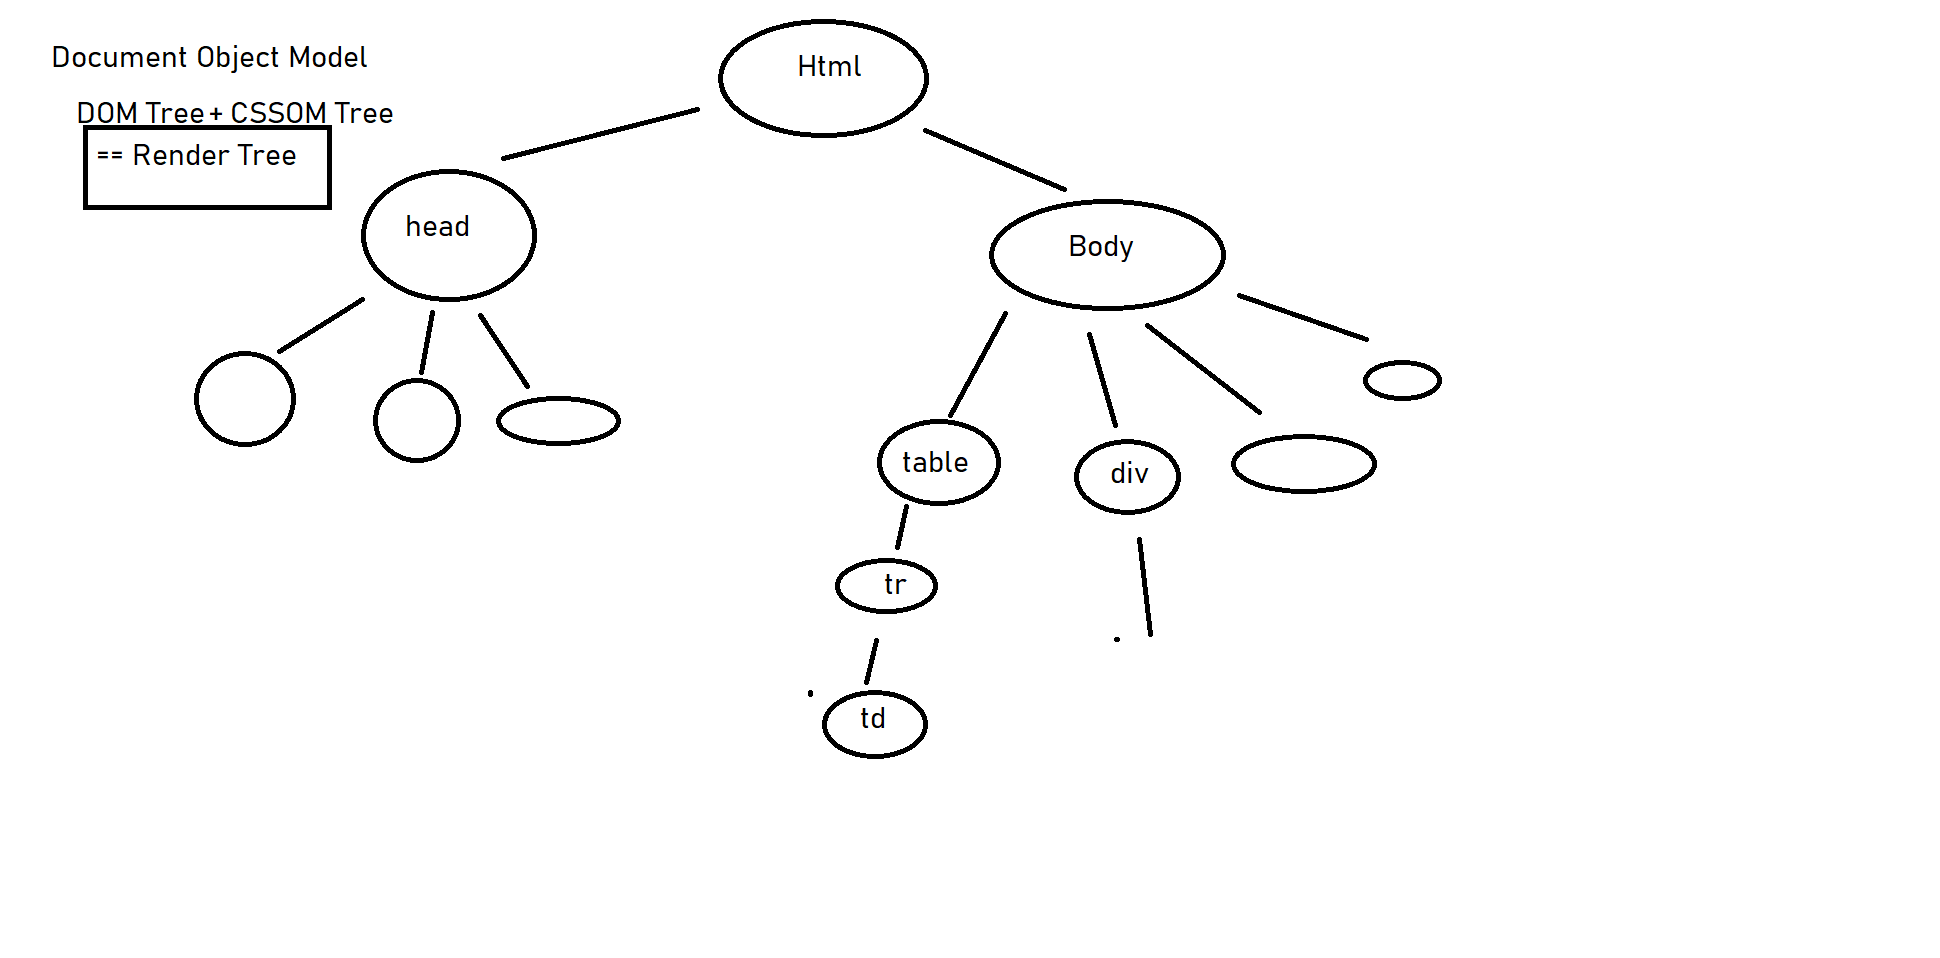 Document Object Model
DOM Tree + CSSOM Tree
== Render Tree
Html
head
Body
table
div
tr
td